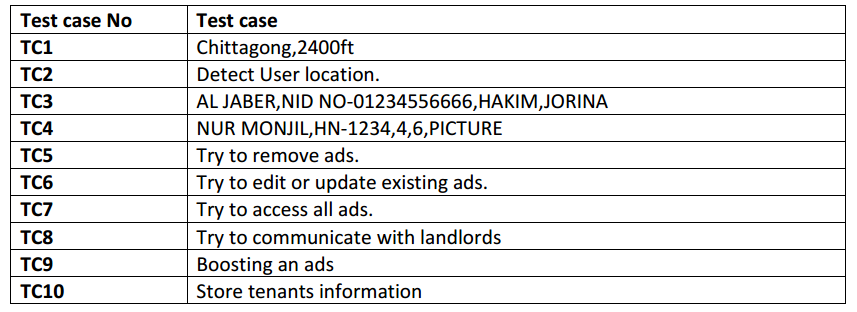 Test case No Test case
TC1 Chittagong,2400ft
TC2 Detect User location.
TC3 AL JABER,NID NO-01234556666,HAKIM,JORINA
TC4 NUR MONJIL,HN-1234,4,6,PICTURE
TC5 Try to remove ads.
TC6 Try to edit or update existing ads.
TC7 Try to access all ads.
TC8 Try to communicate with landlords
TC9 Boosting an ads
TC10 Store tenants information